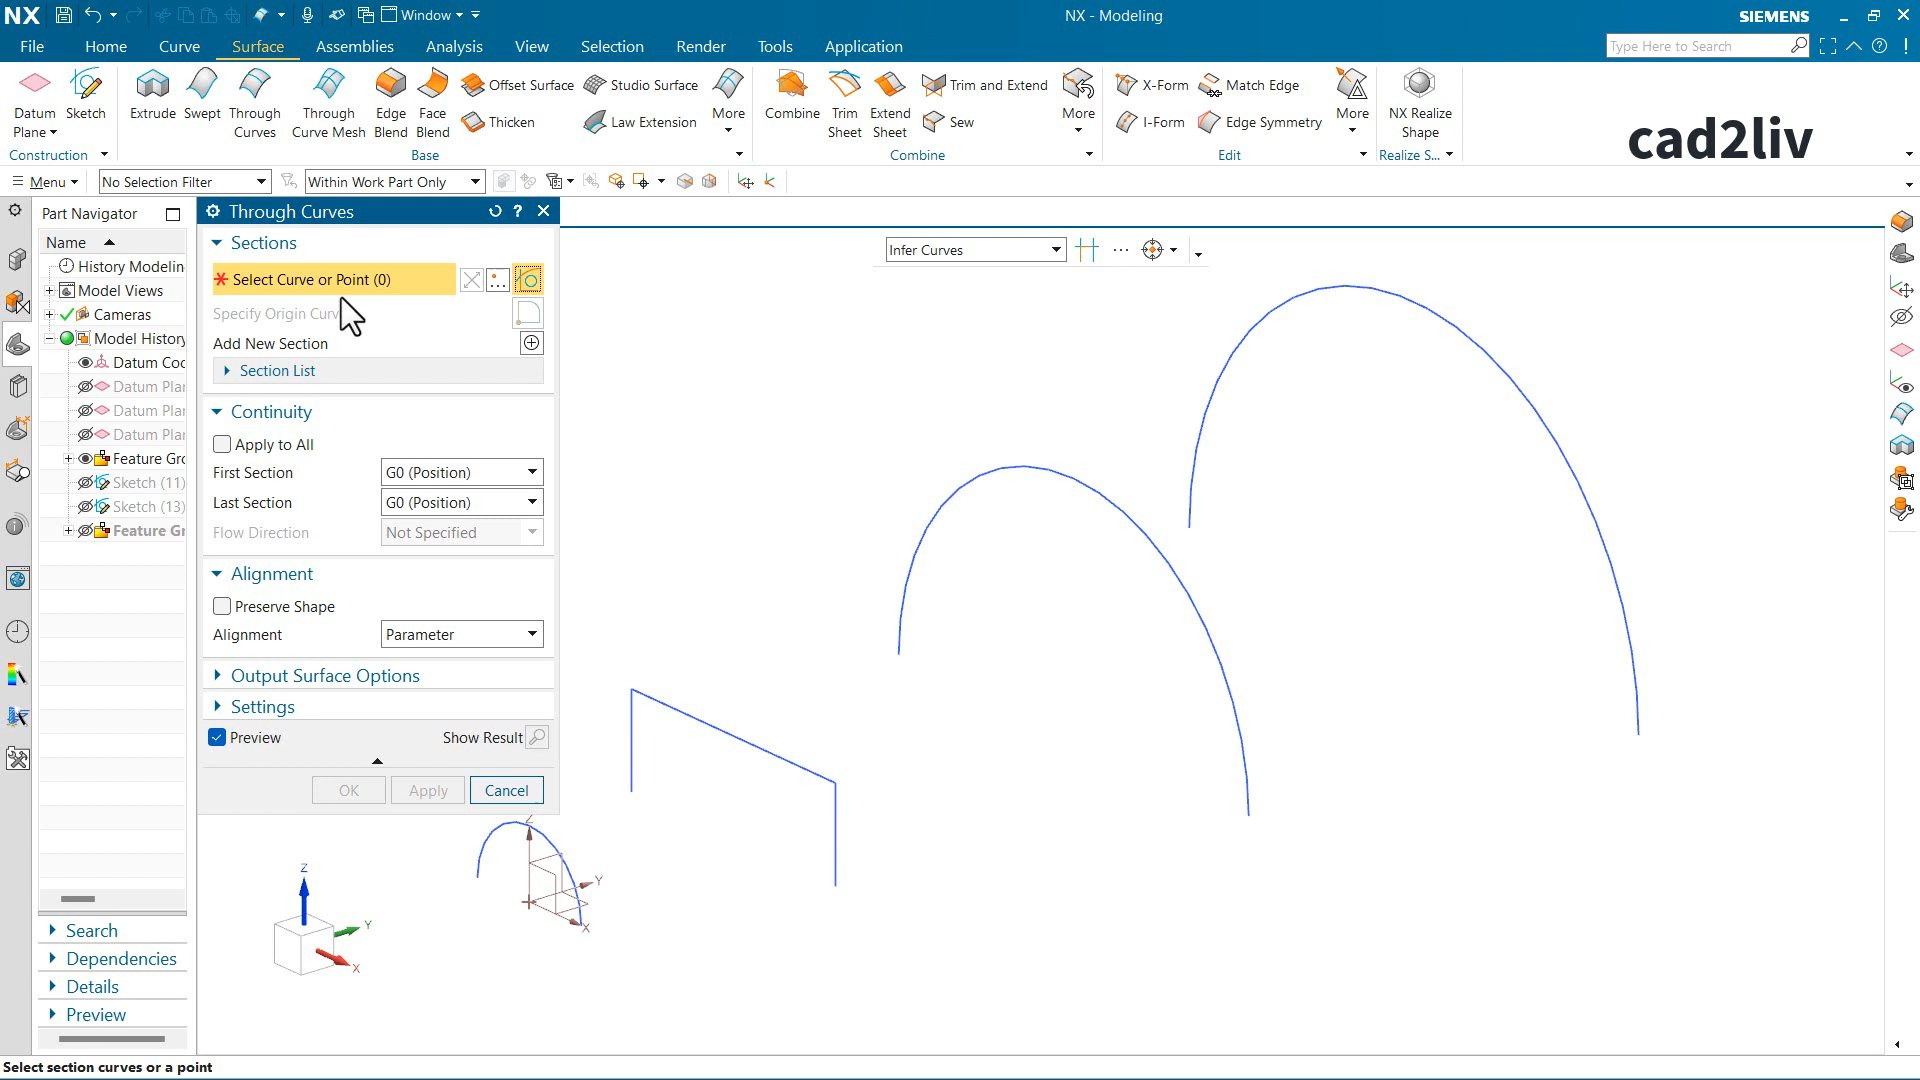 NX Window NX - Modeling SIEMENS
File Home Curve Surface Assemblies Analysis View Selection Render Tools Application Type Here to Search
Datum Plane Sketch Extrude Swept Through Curves Through Curve Mesh Edge Blend Face Blend Offset Surface Thicken Studio Surface Law Extension More Combine Trim Sheet Extend Sheet Trim and Extend Sew More X-Form I-Form Match Edge Edge Symmetry More NX Realize Shape
cad2liv
Construction Base Combine Edit Realize S...
Menu No Selection Filter Within Work Part Only
Part Navigator
Name
History Modelin
Model Views
Cameras
Model History
Datum Coo
Datum Pla
Datum Pla
Datum Pla
Feature Gro
Sketch (11)
Sketch (13)
Feature Gr
Search
Dependencies
Details
Preview
Through Curves
Sections
* Select Curve or Point (0)
Specify Origin Curv
Add New Section
Section List
Continuity
Apply to All
First Section G0 (Position)
Last Section G0 (Position)
Flow Direction Not Specified
Alignment
Preserve Shape
Alignment Parameter
Output Surface Options
Settings
Preview Show Result
OK Apply Cancel
Infer Curves
Z
Y
X
Z
Y
X
Select section curves or a point